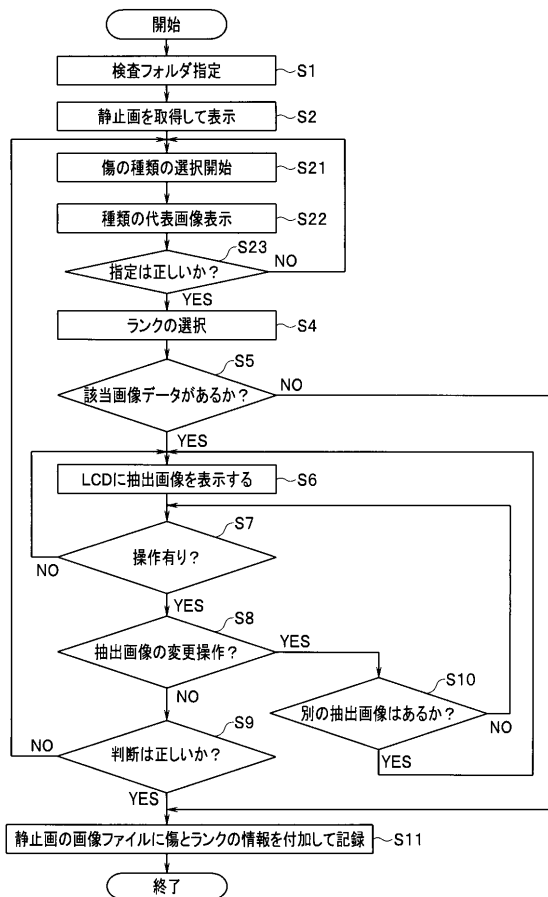 開始
検査フォルダ指定
S1
静止画を取得して表示
S2
傷の種類の選択開始
S21
種類の代表画像表示
S22
S23
指定は正しいか？
NO
YES
ランクの選択
S4
S5
該当画像データがあるか？
NO
YES
LCDに抽出画像を表示する
S6
S7
操作有り？
NO
YES
S8
抽出画像の変更操作？
YES
NO
S10
別の抽出画像はあるか？
NO
YES
S9
判断は正しいか？
NO
YES
静止画の画像ファイルに傷とランクの情報を付加して記録
S11
終了